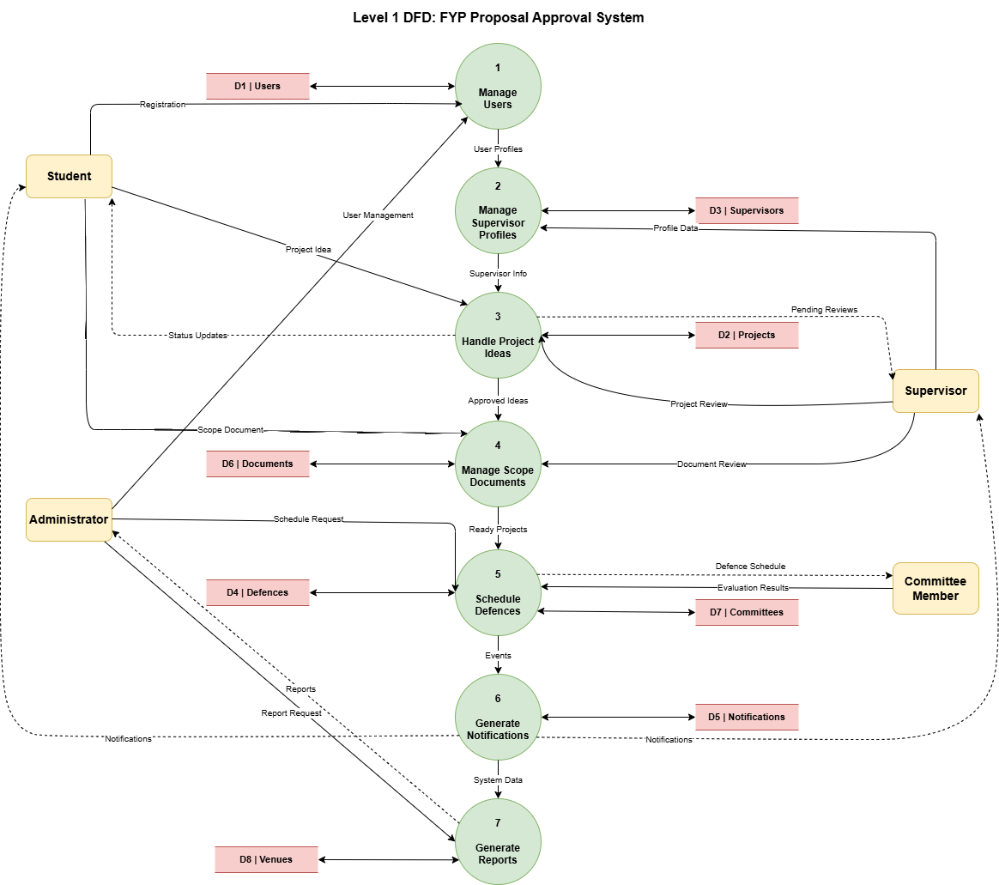 Level 1 DFD: FYP Proposal Approval System
1
Manage
Users
D1 | Users
Registration
User Profiles
Student
2
Manage
Supervisor
Profiles
D3 | Supervisors
Profile Data
User Management
Project Idea
Supervisor Info
3
Handle Project
Ideas
Pending Reviews
Status Updates
D2 | Projects
Supervisor
Approved Ideas
Project Review
Scope Document
4
Manage Scope
Documents
D6 | Documents
Document Review
Administrator
Schedule Request
Ready Projects
5
Schedule
Defences
Defence Schedule
Evaluation Results
Committee
Member
D4 | Defences
D7 | Committees
Events
Reports
Report Request
6
Generate
Notifications
D5 | Notifications
Notifications
Notifications
System Data
7
Generate
Reports
D8 | Venues